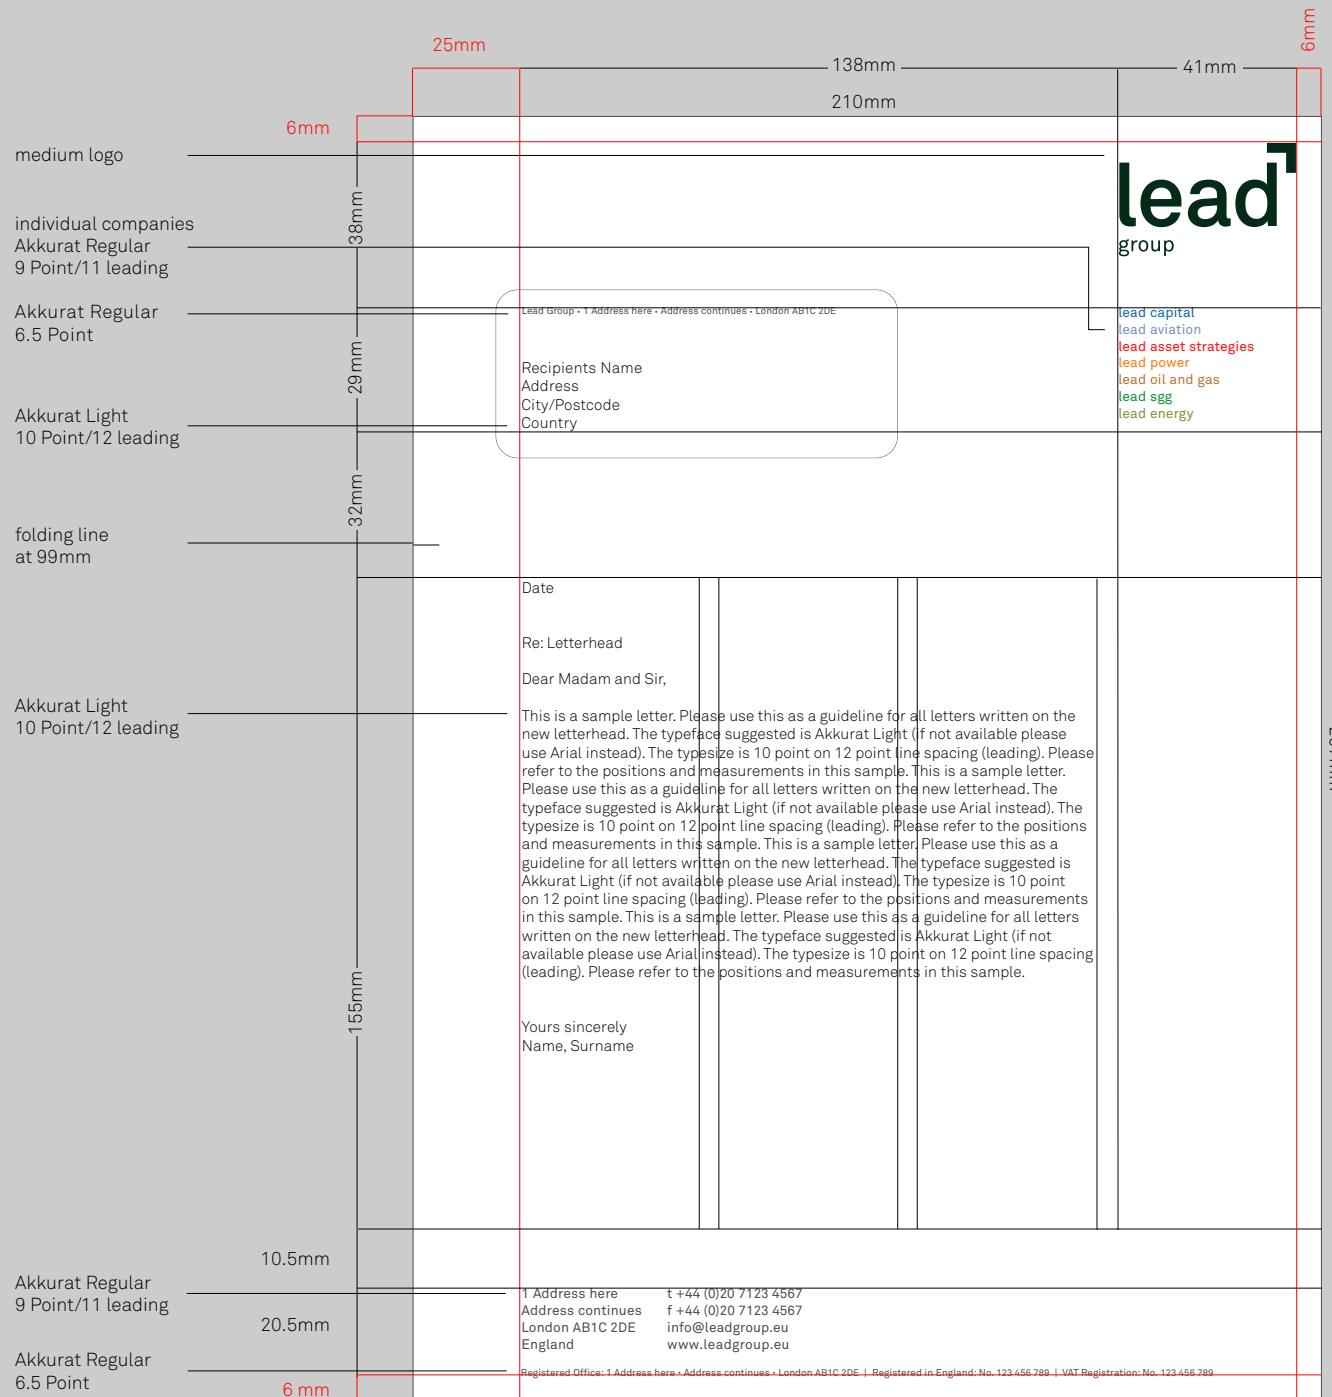 6mm
25mm
138mm
41mm
210mm
6mm
medium logo
lead
group
38mm
individual companies
Akkurat Regular
9 Point/11 leading
Akkurat Regular
6.5 Point
Lead Group • 1 Address here • Address continues • London AB1C 2DE
lead capital
lead aviation
lead asset strategies
lead power
lead oil and gas
lead sgg
lead energy
29mm
Recipients Name
Address
City/Postcode
Country
Akkurat Light
10 Point/12 leading
32mm
folding line
at 99mm
Date
Re: Letterhead
Dear Madam and Sir,
Akkurat Light
10 Point/12 leading
This is a sample letter. Please use this as a guideline for all letters written on the
new letterhead. The typeface suggested is Akkurat Light (if not available please
use Arial instead). The typesize is 10 point on 12 point line spacing (leading). Please
refer to the positions and measurements in this sample. This is a sample letter.
Please use this as a guideline for all letters written on the new letterhead. The
typeface suggested is Akkurat Light (if not available please use Arial instead). The
typesize is 10 point on 12 point line spacing (leading). Please refer to the positions
and measurements in this sample. This is a sample letter. Please use this as a
guideline for all letters written on the new letterhead. The typeface suggested is
Akkurat Light (if not available please use Arial instead). The typesize is 10 point
on 12 point line spacing (leading). Please refer to the positions and measurements
in this sample. This is a sample letter. Please use this as a guideline for all letters
written on the new letterhead. The typeface suggested is Akkurat Light (if not
available please use Arial instead). The typesize is 10 point on 12 point line spacing
(leading). Please refer to the positions and measurements in this sample.
155mm
Yours sincerely
Name, Surname
10.5mm
Akkurat Regular
9 Point/11 leading
20.5mm
1 Address here
Address continues
London AB1C 2DE
England
t +44 (0)20 7123 4567
f +44 (0)20 7123 4567
info@leadgroup.eu
www.leadgroup.eu
Akkurat Regular
6.5 Point
Registered Office: 1 Address here • Address continues • London AB1C 2DE | Registered in England: No. 123 456 789 | VAT Registration: No. 123 456 789
6 mm